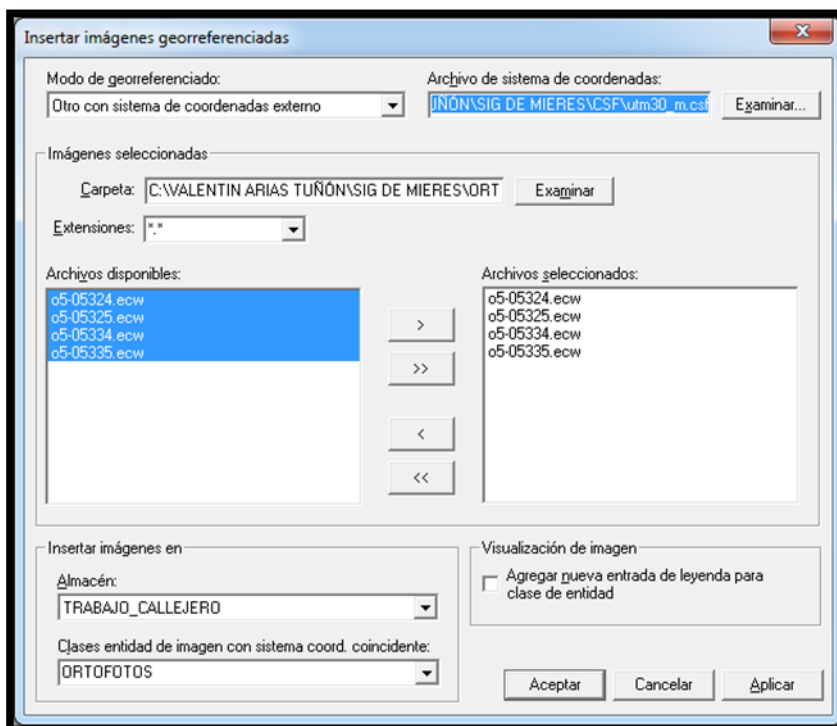 Insertar imágenes georreferenciadas
Modo de georreferenciado:
Archivo de sistema de coordenadas:
Otro con sistema de coordenadas externo
JÑÓN\SIG DE MIERES\CSF\utm30_m.csf
Examinar...
Imágenes seleccionadas
Carpeta: C:\VALENTIN ARIAS TUÑÓN\SIG DE MIERES\ORT Examinar
Extensiones: *.*
Archivos disponibles:
o5-05324.ecw
o5-05325.ecw
o5-05334.ecw
o5-05335.ecw
>
>>
<
<<
Archivos seleccionados:
o5-05324.ecw
o5-05325.ecw
o5-05334.ecw
o5-05335.ecw
Insertar imágenes en
Almacén:
TRABAJO_CALLEJERO
Clases entidad de imagen con sistema coord. coincidente:
ORTOFOTOS
Visualización de imagen
Agregar nueva entrada de leyenda para
clase de entidad
Aceptar Cancelar Aplicar